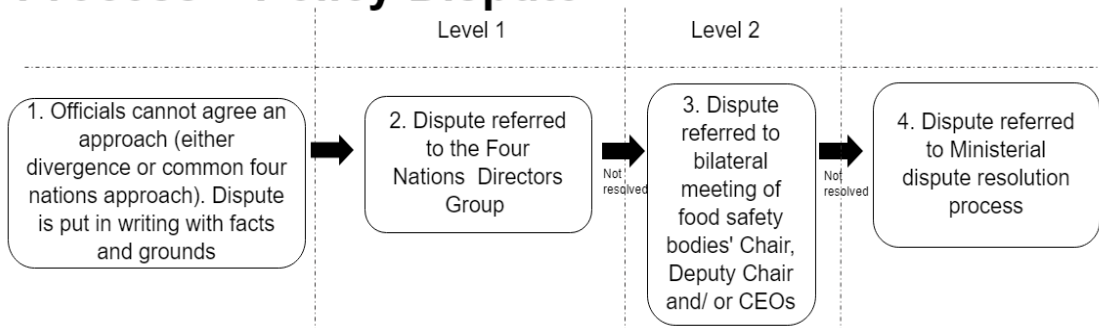 Level 1
Level 2
1. Officials cannot agree an
approach (either
divergence or common four
nations approach). Dispute
is put in writing with facts
and grounds
2. Dispute referred
to the Four
Nations Directors
Group
Not
resolved
3. Dispute
referred to
bilateral
meeting of
food safety
bodies' Chair,
Deputy Chair
and/ or CEOs
Not
resolved
4. Dispute referred
to Ministerial
dispute resolution
process